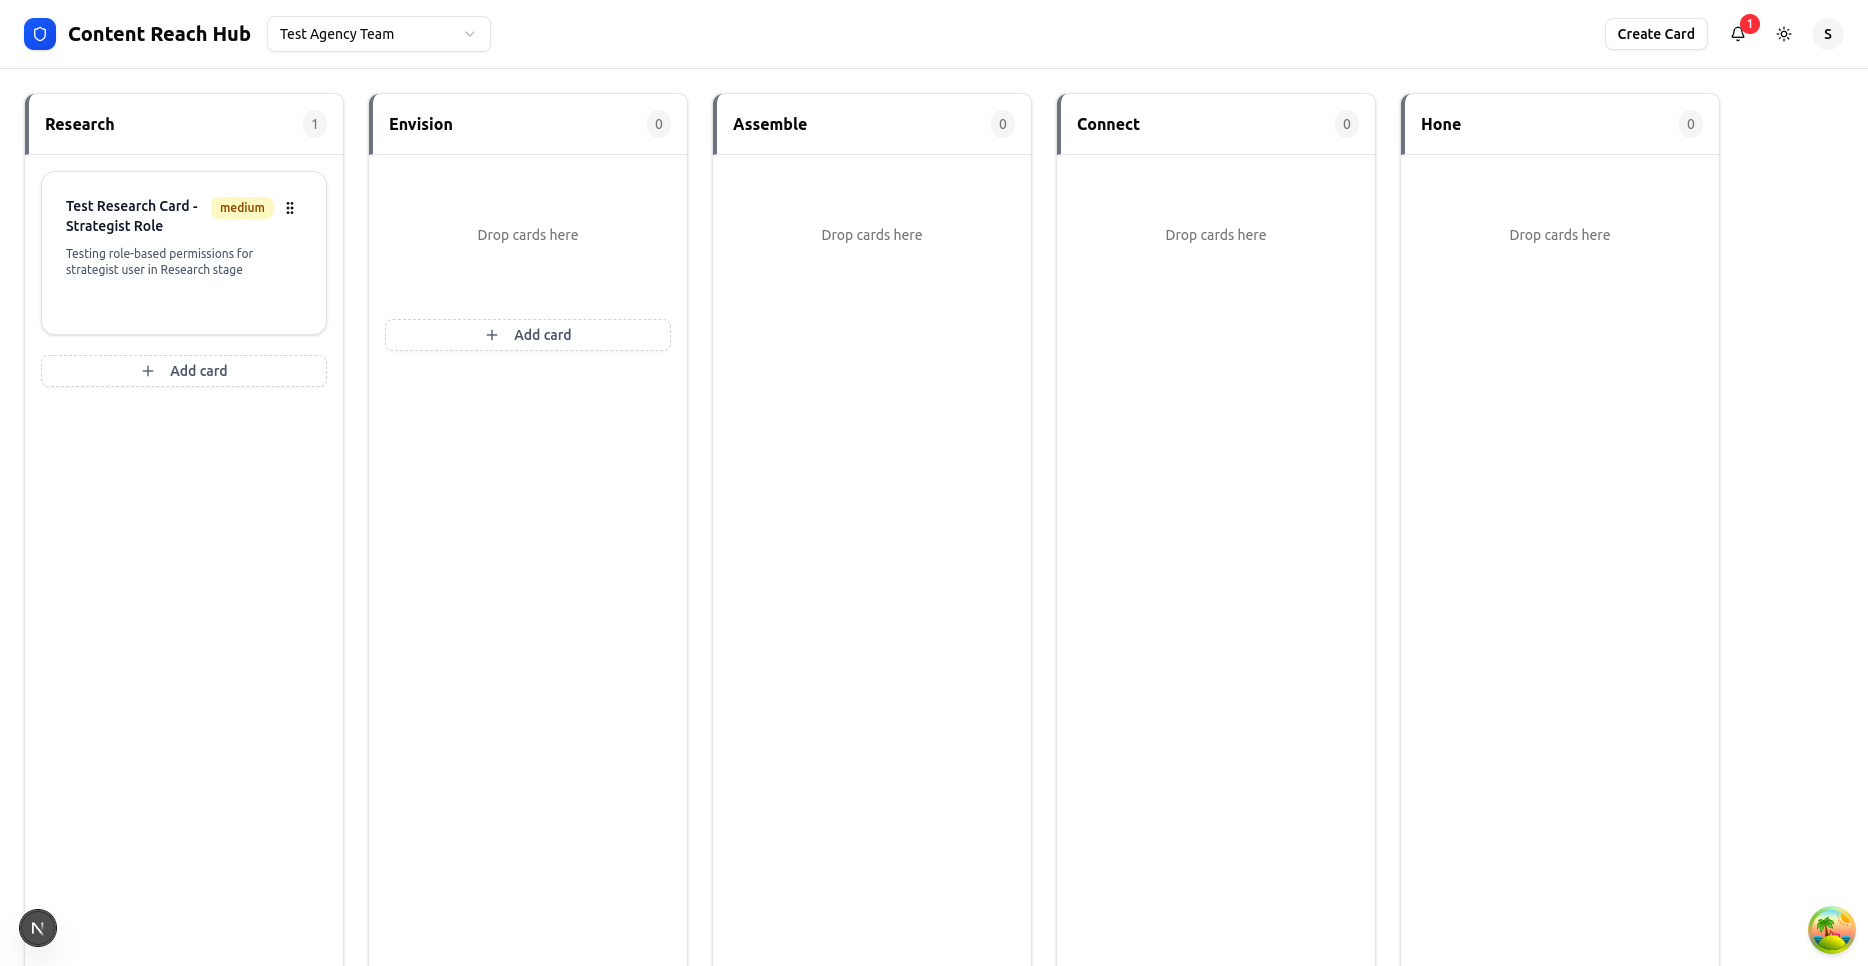 Content Reach Hub
Test Agency Team
Create Card
1
S
Research
1
Test Research Card -
Strategist Role
medium
Testing role-based permissions for
strategist user in Research stage
Add card
Envision
0
Drop cards here
Add card
Assemble
0
Drop cards here
Connect
0
Drop cards here
Hone
0
Drop cards here
N